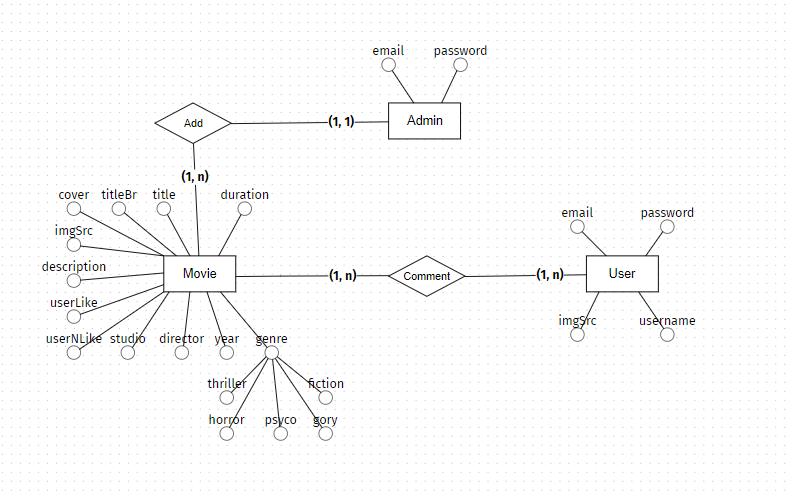 email password
Add (1, 1) Admin
(1, n)
cover titleBr title duration
email password
imgSrc
description Movie (1, n) Comment (1, n) User
userLike
imgSrc username
userNLike studio director year genre
thriller fiction
horror psyco gory